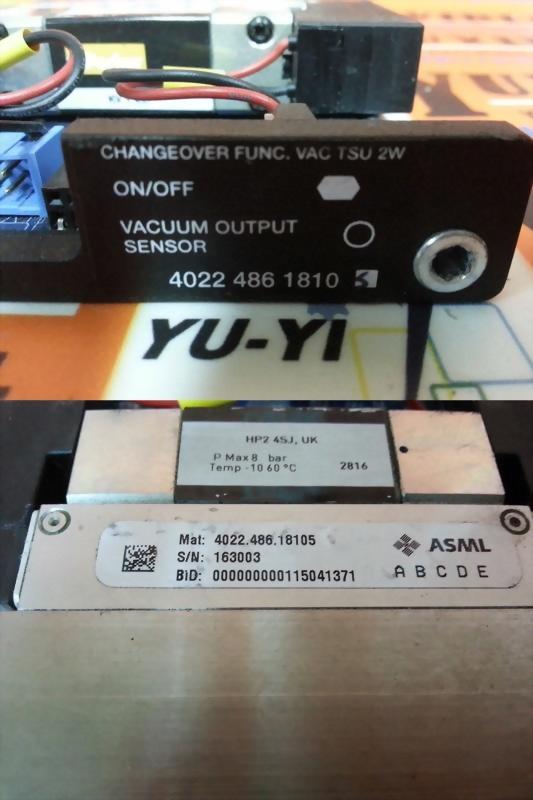 CHANGEOVER FUNC. VAC TSU 2W
ON/OFF
VACUUM OUTPUT
SENSOR
4022 486 1810
YU-YI
HP2 4SJ, UK
P Max 8 bar
Temp -10 60 °C 2816
Mat: 4022.486.18105
S/N: 163003
BID: 000000000115041371
ASML
A B C D E